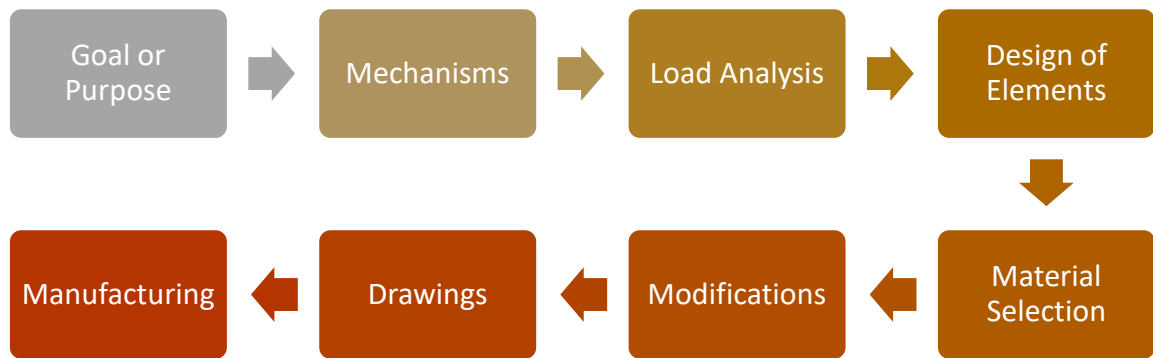 Goal or
Purpose
Mechanisms
Load Analysis
Design of
Elements
Material
Selection
Modifications
Drawings
Manufacturing